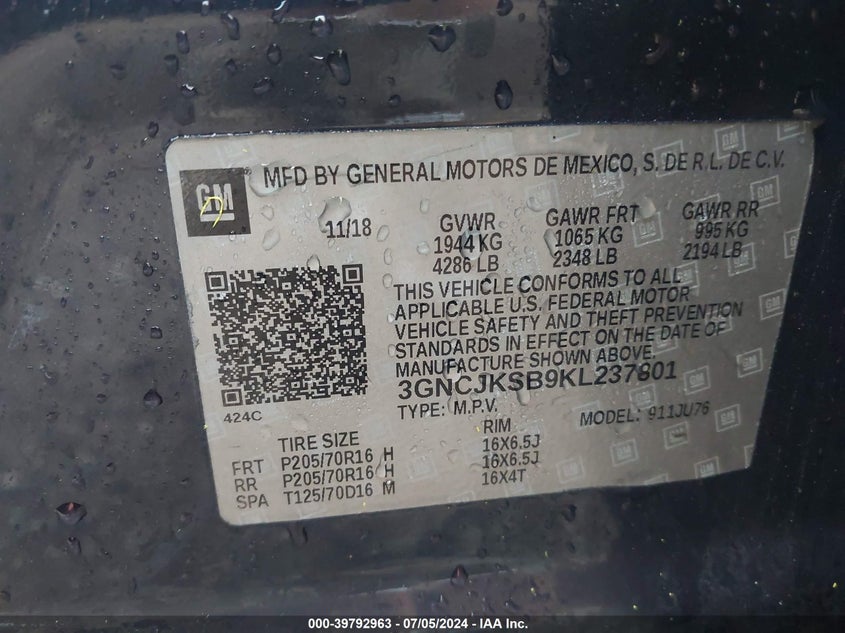 GM
MFD BY GENERAL MOTORS DE MEXICO, S. DE R.L. DE C.V.
11/18
GVWR GAWR FRT GAWR RR
1944 KG 1065 KG 995 KG
4286 LB 2348 LB 2194 LB
THIS VEHICLE CONFORMS TO ALL
APPLICABLE U.S. FEDERAL MOTOR
VEHICLE SAFETY AND THEFT PREVENTION
STANDARDS IN EFFECT ON THE DATE OF
MANUFACTURE SHOWN ABOVE.
3GNCJKSB9KL237601
424C
TYPE: M.P.V. MODEL: 911JU76
TIRE SIZE RIM
FRT P205/70R16 H 16X6.5J
RR P205/70R16 H 16X6.5J
SPA T125/70D16 M 16X4T
000-39792963 - 07/05/2024 - IAA Inc.